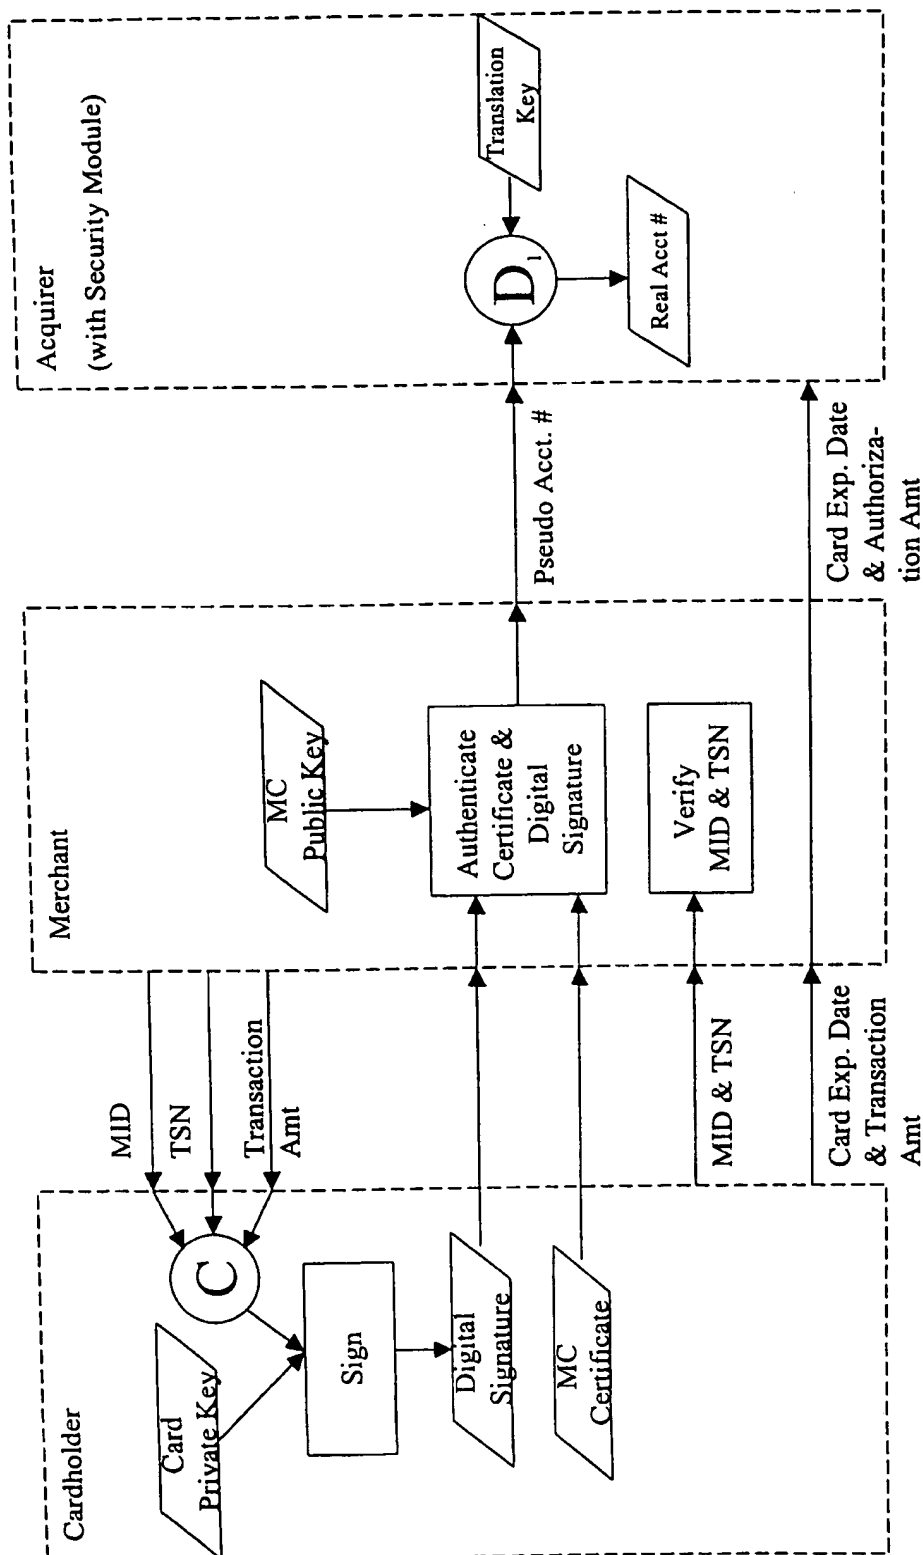 Cardholder
Card
Private Key
C
Sign
Digital
Signature
MC
Certificate
MID
TSN
Transaction
Amt
MID & TSN
Card Exp. Date
& Transaction
Amt
Merchant
MC
Public Key
Authenticate
Certificate &
Digital
Signature
Verify
MID & TSN
Pseudo Acct. #
Card Exp. Date
& Authoriza-
tion Amt
Acquirer
(with Security Module)
Translation
Key
D1
Real Acct #